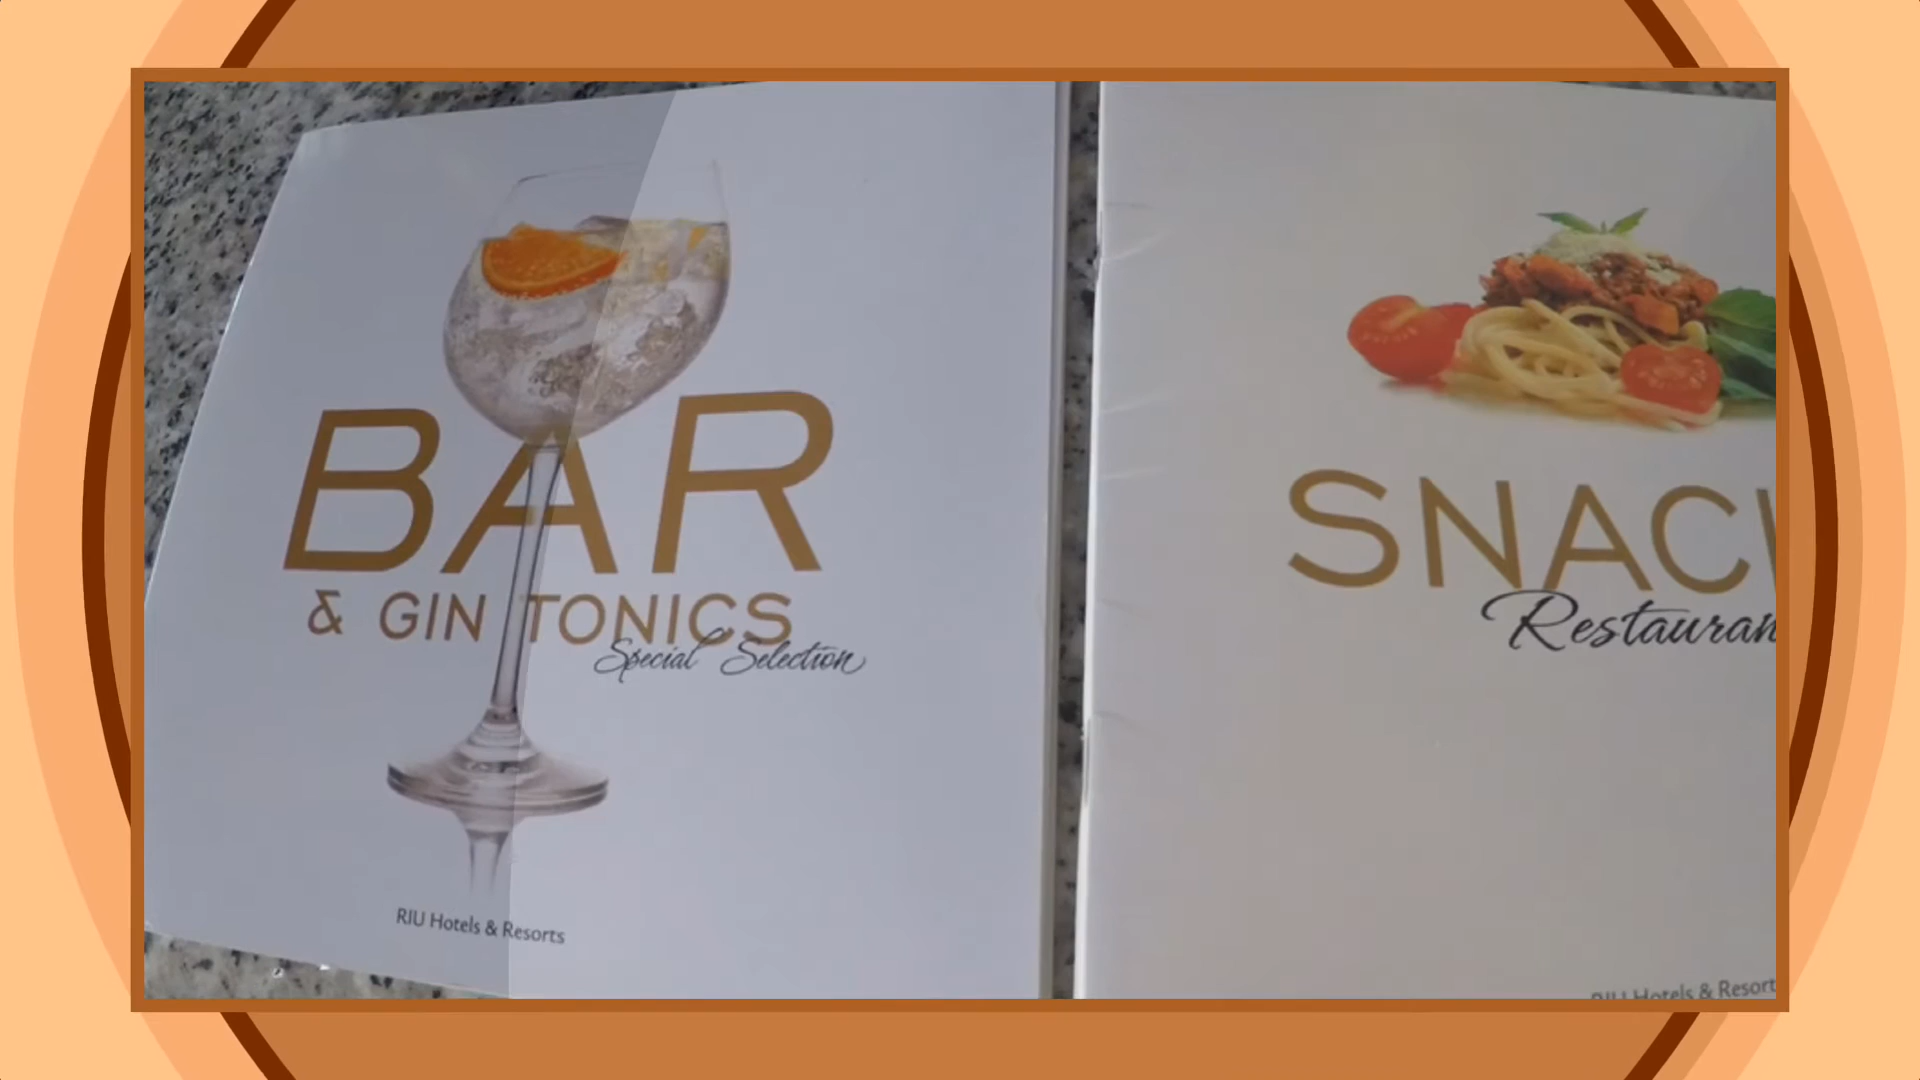 BAR
& GIN TONICS
Special Selection
RIU Hotels & Resorts
SNAC
Restauran
RIU Hotels & Resort